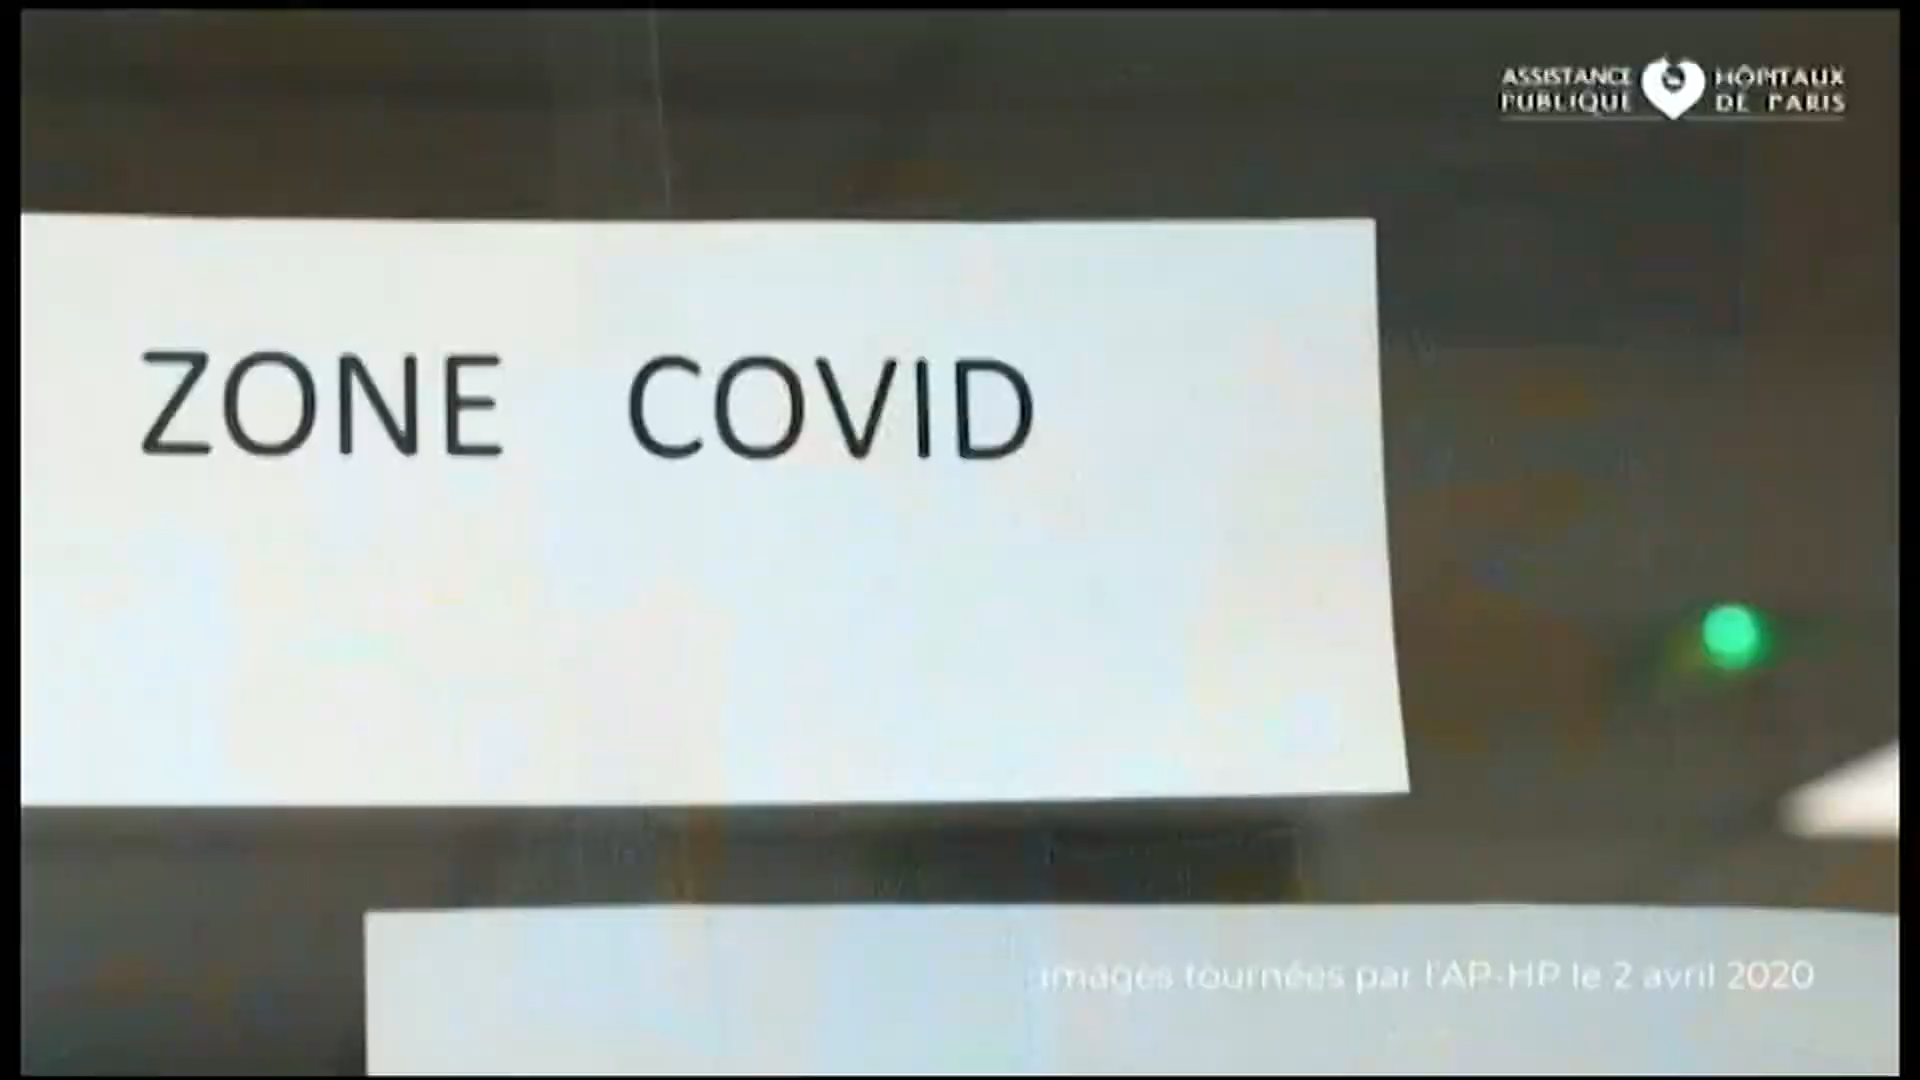 ASSISTANCE HÔPITAUX
PUBLIQUE DE PARIS
ZONE COVID
images tournées par l'AP-HP le 2 avril 2020